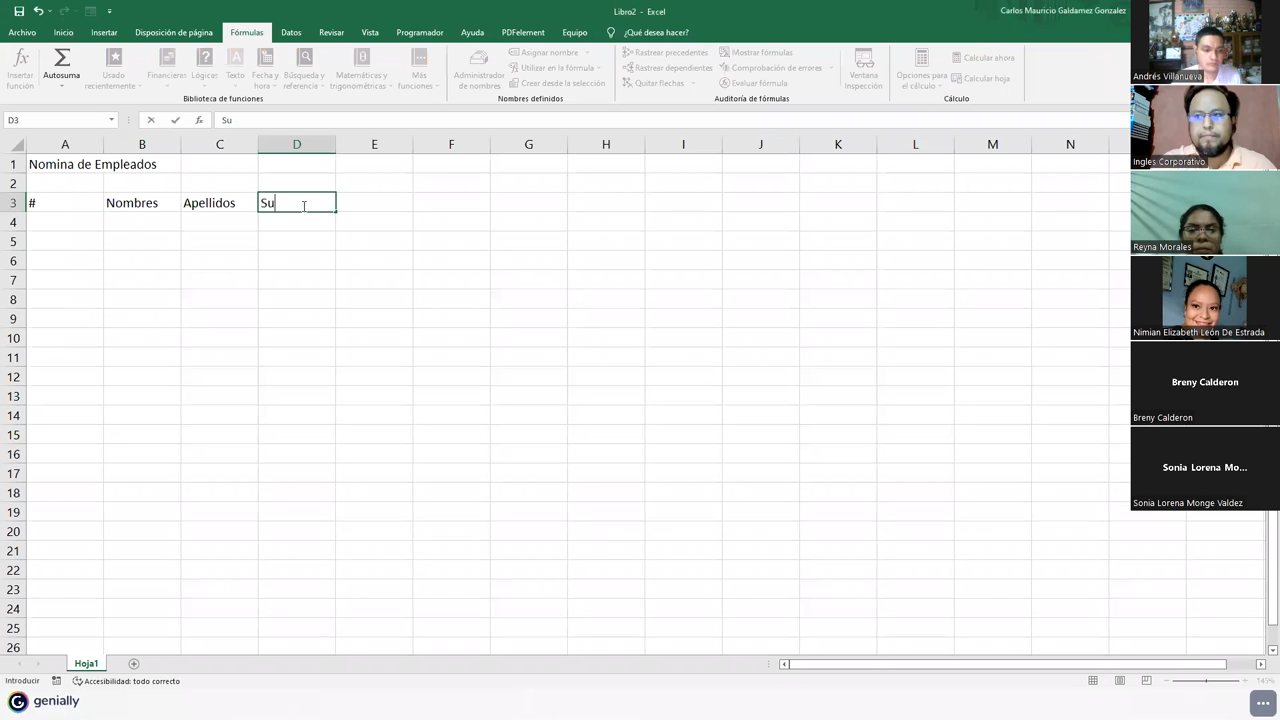 Libro2 - Excel
Carlos Mauricio Galdamez Gonzalez
Archivo Inicio Insertar Disposición de página Fórmulas Datos Revisar Vista Programador Ayuda PDFelement Equipo ¿Qué desea hacer?
Insertar función
Autosuma
Usado recientemente
Financieras
Lógicas
Texto
Fecha y hora
Búsqueda y referencia
Matemáticas y trigonométricas
Más funciones
Biblioteca de funciones
Administrador de nombres
Asignar nombre
Utilizar en la fórmula
Crear desde la selección
Nombres definidos
Rastrear precedentes
Rastrear dependientes
Quitar flechas
Mostrar fórmulas
Comprobación de errores
Evaluar fórmula
Auditoría de fórmulas
Ventana Inspección
Opciones para el cálculo
Calcular ahora
Calcular hoja
Cálculo
D3 fx Su
A B C D E F G H I J K L M N
1 Nomina de Empleados
2
3 # Nombres Apellidos Su
4
5
6
7
8
9
10
11
12
13
14
15
16
17
18
19
20
21
22
23
24
25
26
Hoja1
Introducir Accesibilidad: todo correcto 145%
genially
Andrés Villanueva
Ingles Corporativo
Reyna Morales
Nimian Elizabeth León De Estrada
Breny Calderon
Breny Calderon
Sonia Lorena Mo...
Sonia Lorena Monge Valdez